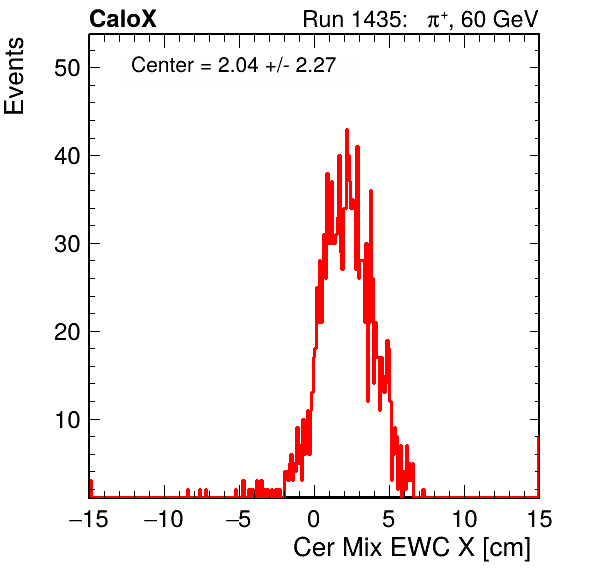 CaloX Run 1435: π⁺, 60 GeV
Events
Center = 2.04 +/- 2.27
50
40
30
20
10
−15 −10 −5 0 5 10 15
Cer Mix EWC X [cm]